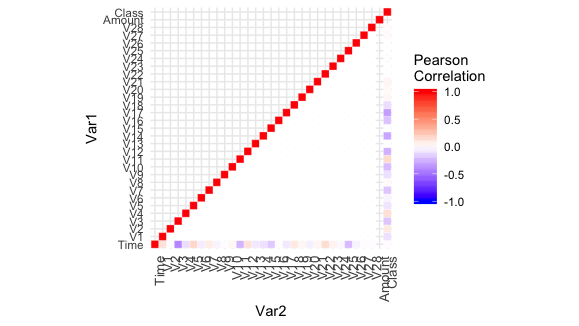 Class
Amount
V28
V27
V26
V25
V24
V23
V22
V21
V20
V19
V18
V17
V16
V15
V14
V13
V12
V11
V10
V9
V8
V7
V6
V5
V4
V3
V2
V1
Time
Var1
Time
V1
V2
V3
V4
V5
V6
V7
V8
V9
V10
V11
V12
V13
V14
V15
V16
V17
V18
V19
V20
V21
V22
V23
V24
V25
V26
V27
V28
Amount
Class
Var2
Pearson
Correlation
1.0
0.5
0.0
-0.5
-1.0